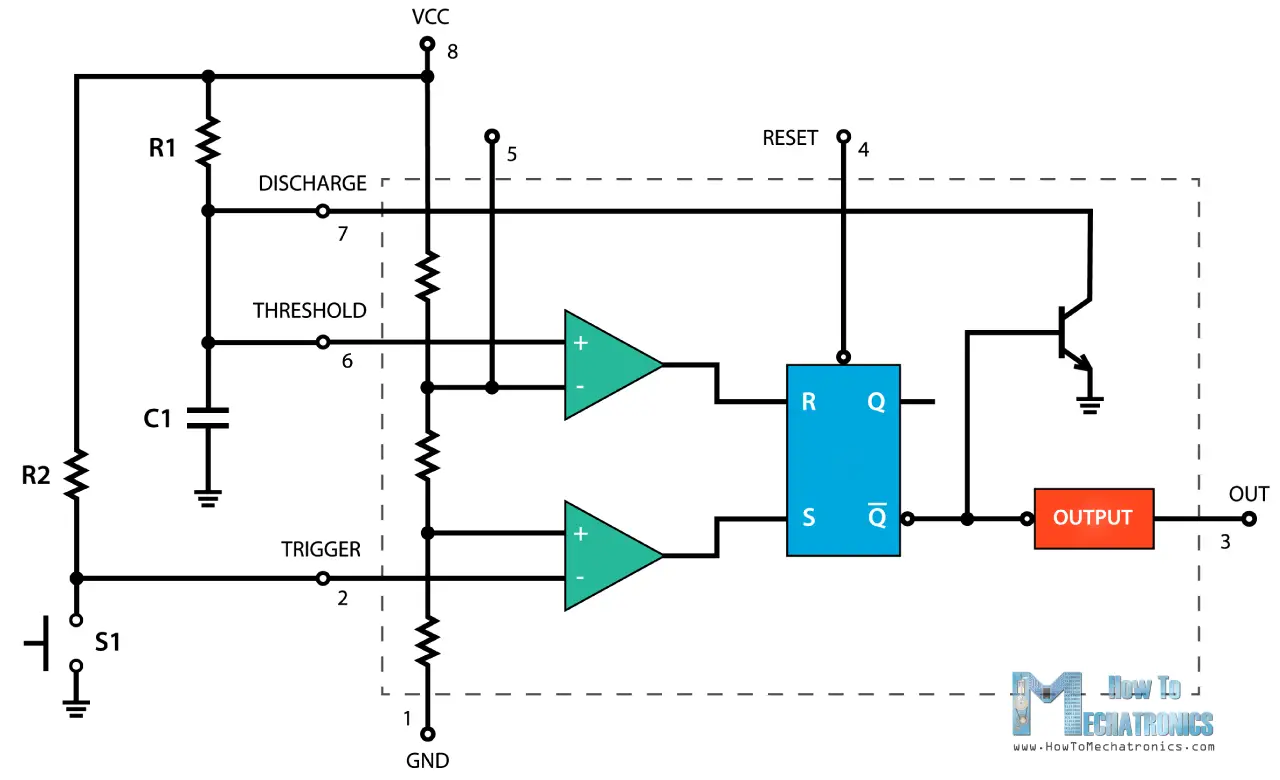 VCC
8
R1
5
RESET
4
DISCHARGE
7
THRESHOLD
6
+
-
C1
R Q
R2
S Q̅
OUTPUT
OUT
3
TRIGGER
2
+
-
S1
1
GND
How To
MECHATRONICS
www.HowToMechatronics.com